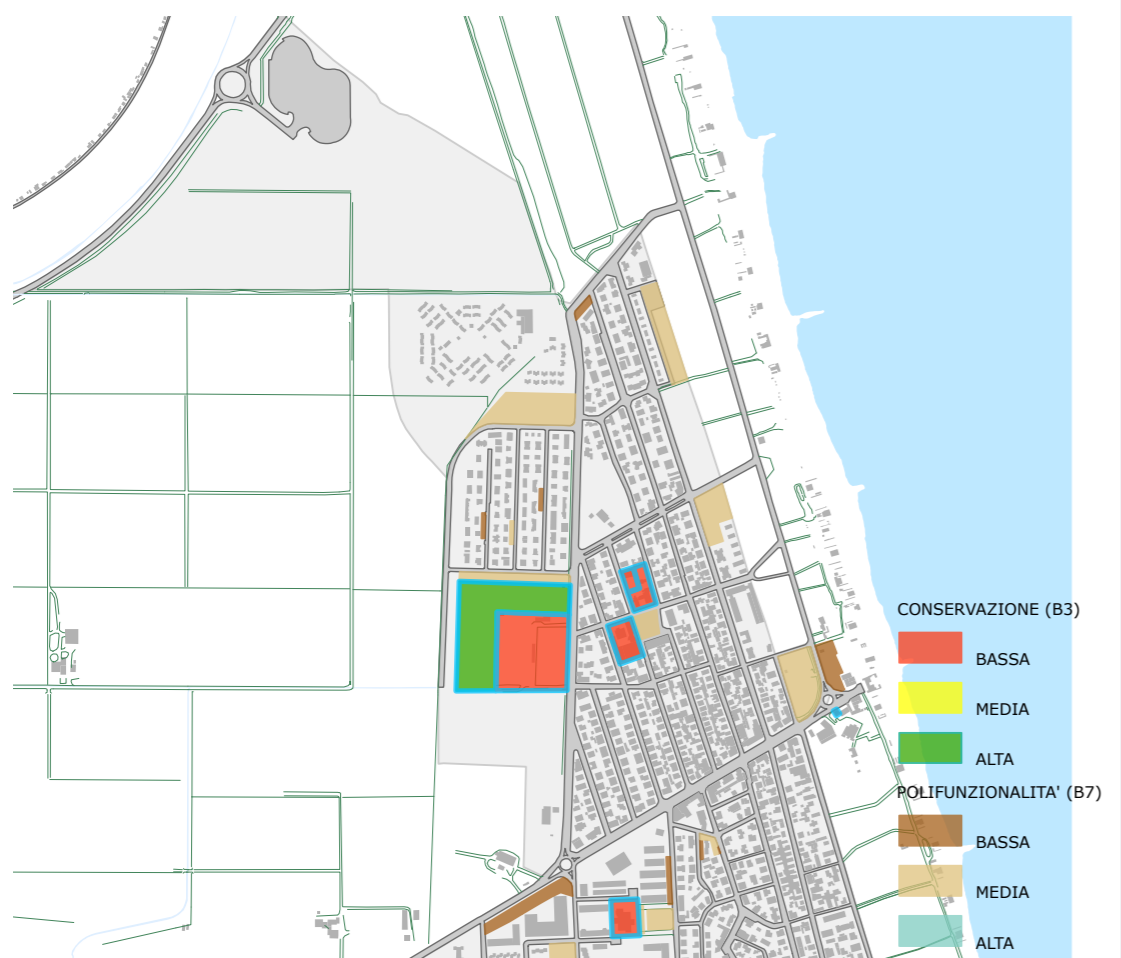 CONSERVAZIONE (B3)
BASSA
MEDIA
ALTA
POLIFUNZIONALITA' (B7)
BASSA
MEDIA
ALTA